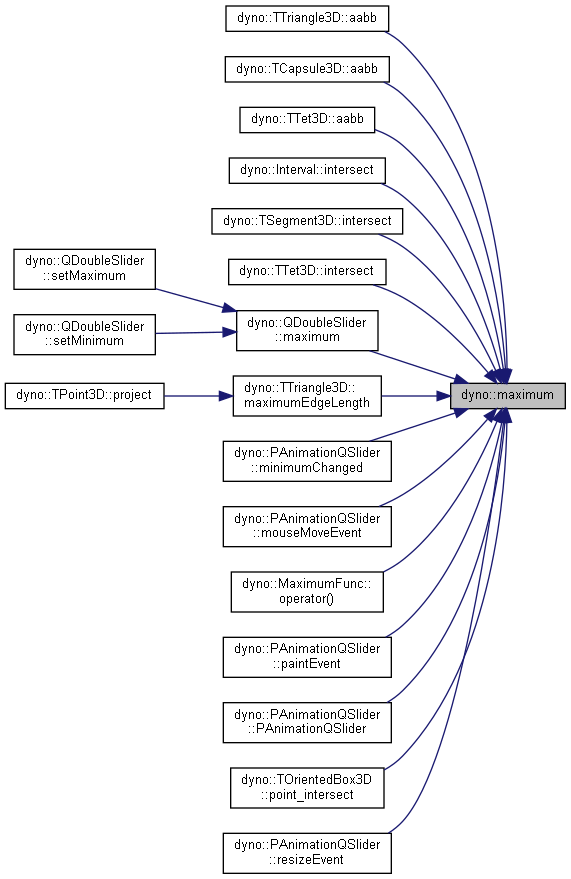 dyno::TTriangle3D::aabb
dyno::TCapsule3D::aabb
dyno::TTet3D::aabb
dyno::Interval::intersect
dyno::TSegment3D::intersect
dyno::TTet3D::intersect
dyno::QDoubleSlider
::setMaximum
dyno::QDoubleSlider
::setMinimum
dyno::QDoubleSlider
::maximum
dyno::TPoint3D::project
dyno::TTriangle3D::
maximumEdgeLength
dyno::maximum
dyno::PAnimationQSlider
::minimumChanged
dyno::PAnimationQSlider
::mouseMoveEvent
dyno::MaximumFunc::
operator()
dyno::PAnimationQSlider
::paintEvent
dyno::PAnimationQSlider
::PAnimationQSlider
dyno::TOrientedBox3D
::point_intersect
dyno::PAnimationQSlider
::resizeEvent